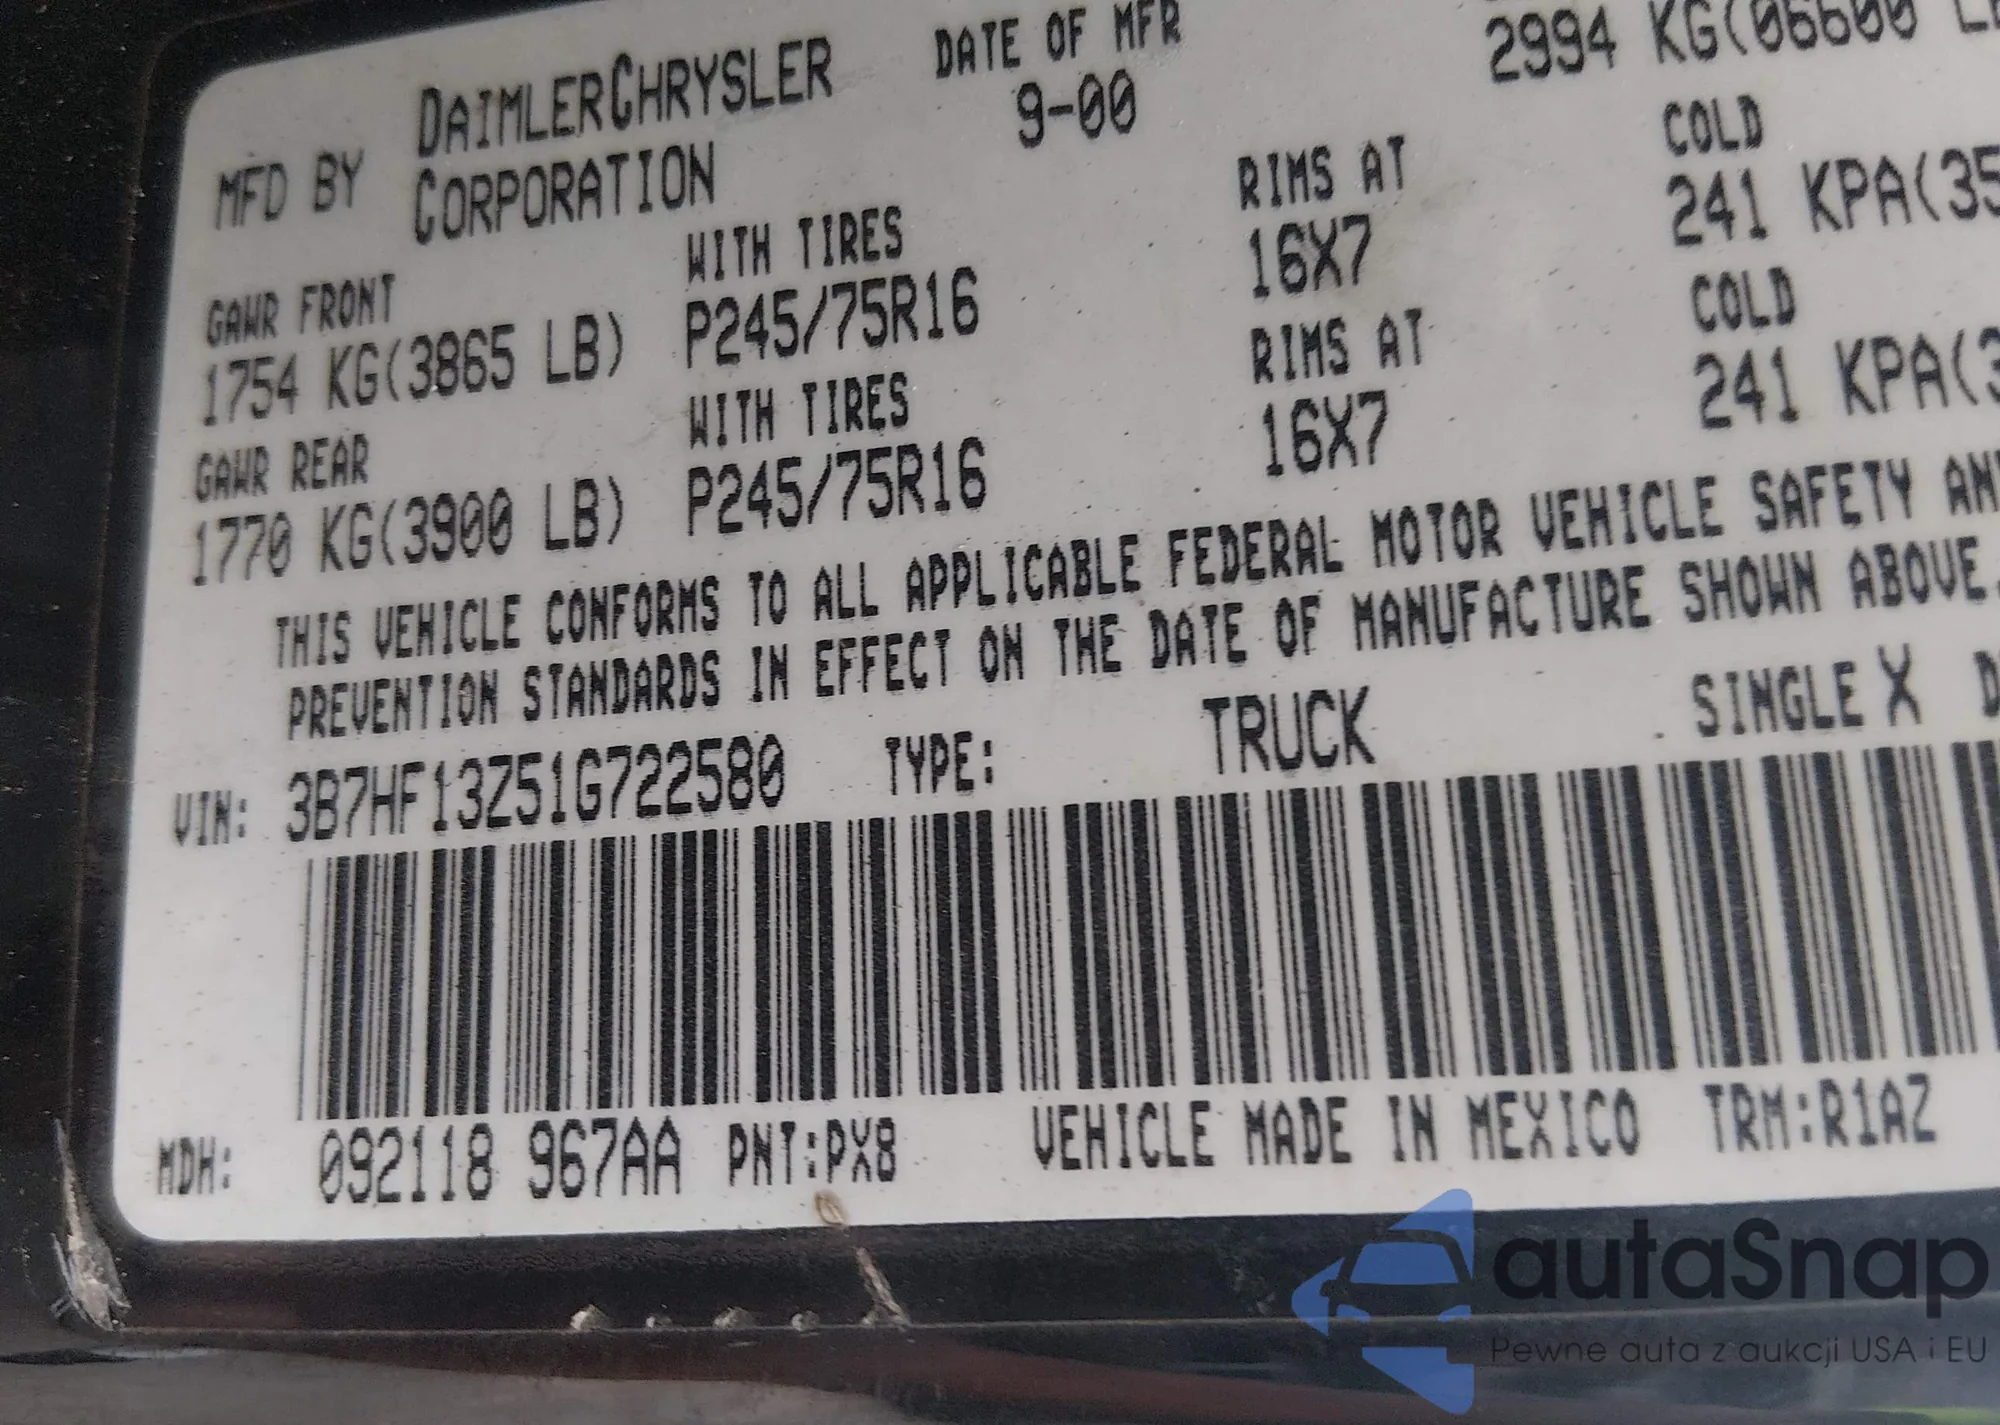 MFD BY DAIMLERCHRYSLER CORPORATION
DATE OF MFR
9-00
2994 KG(06600
GAWR FRONT WITH TIRES RIMS AT COLD
1754 KG(3865 LB) P245/75R16 16X7 241 KPA(35
GAWR REAR WITH TIRES RIMS AT COLD
1770 KG(3900 LB) P245/75R16 16X7 241 KPA(3
THIS VEHICLE CONFORMS TO ALL APPLICABLE FEDERAL MOTOR VEHICLE SAFETY AN
PREVENTION STANDARDS IN EFFECT ON THE DATE OF MANUFACTURE SHOWN ABOVE.
VIN: 3B7HF13Z51G722580 TYPE: TRUCK SINGLE X D
MDH: 092118 967AA PNT:PX8 VEHICLE MADE IN MEXICO TRM:R1AZ
autaSnap
Pewne auta z aukcji USA i EU